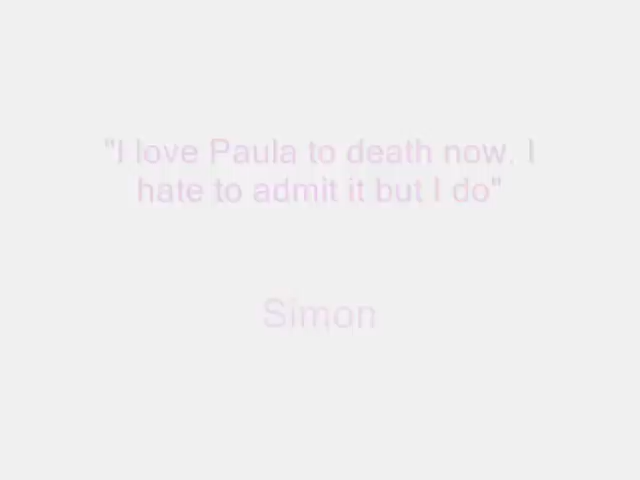 "I love Paula to death now. I
hate to admit it but I do"
Simon